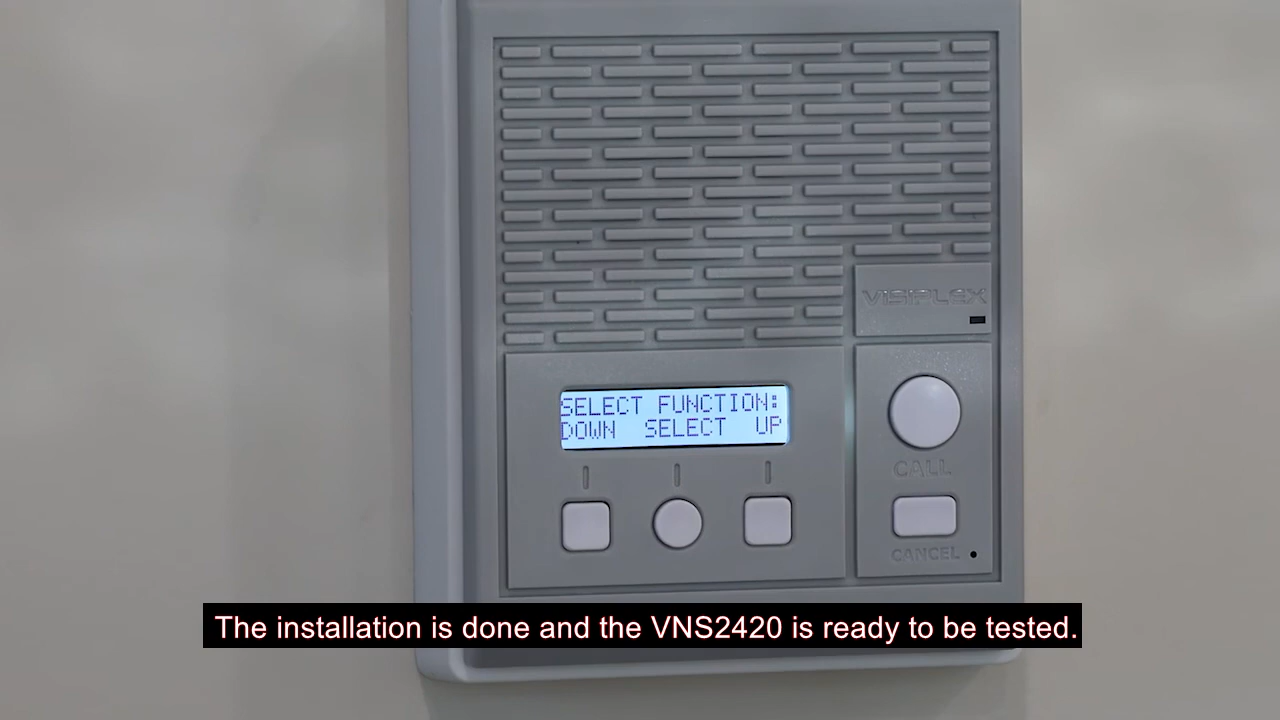 VISIPLEX
SELECT FUNCTION:
DOWN SELECT UP
CALL
CANCEL
The installation is done and the VNS2420 is ready to be tested.